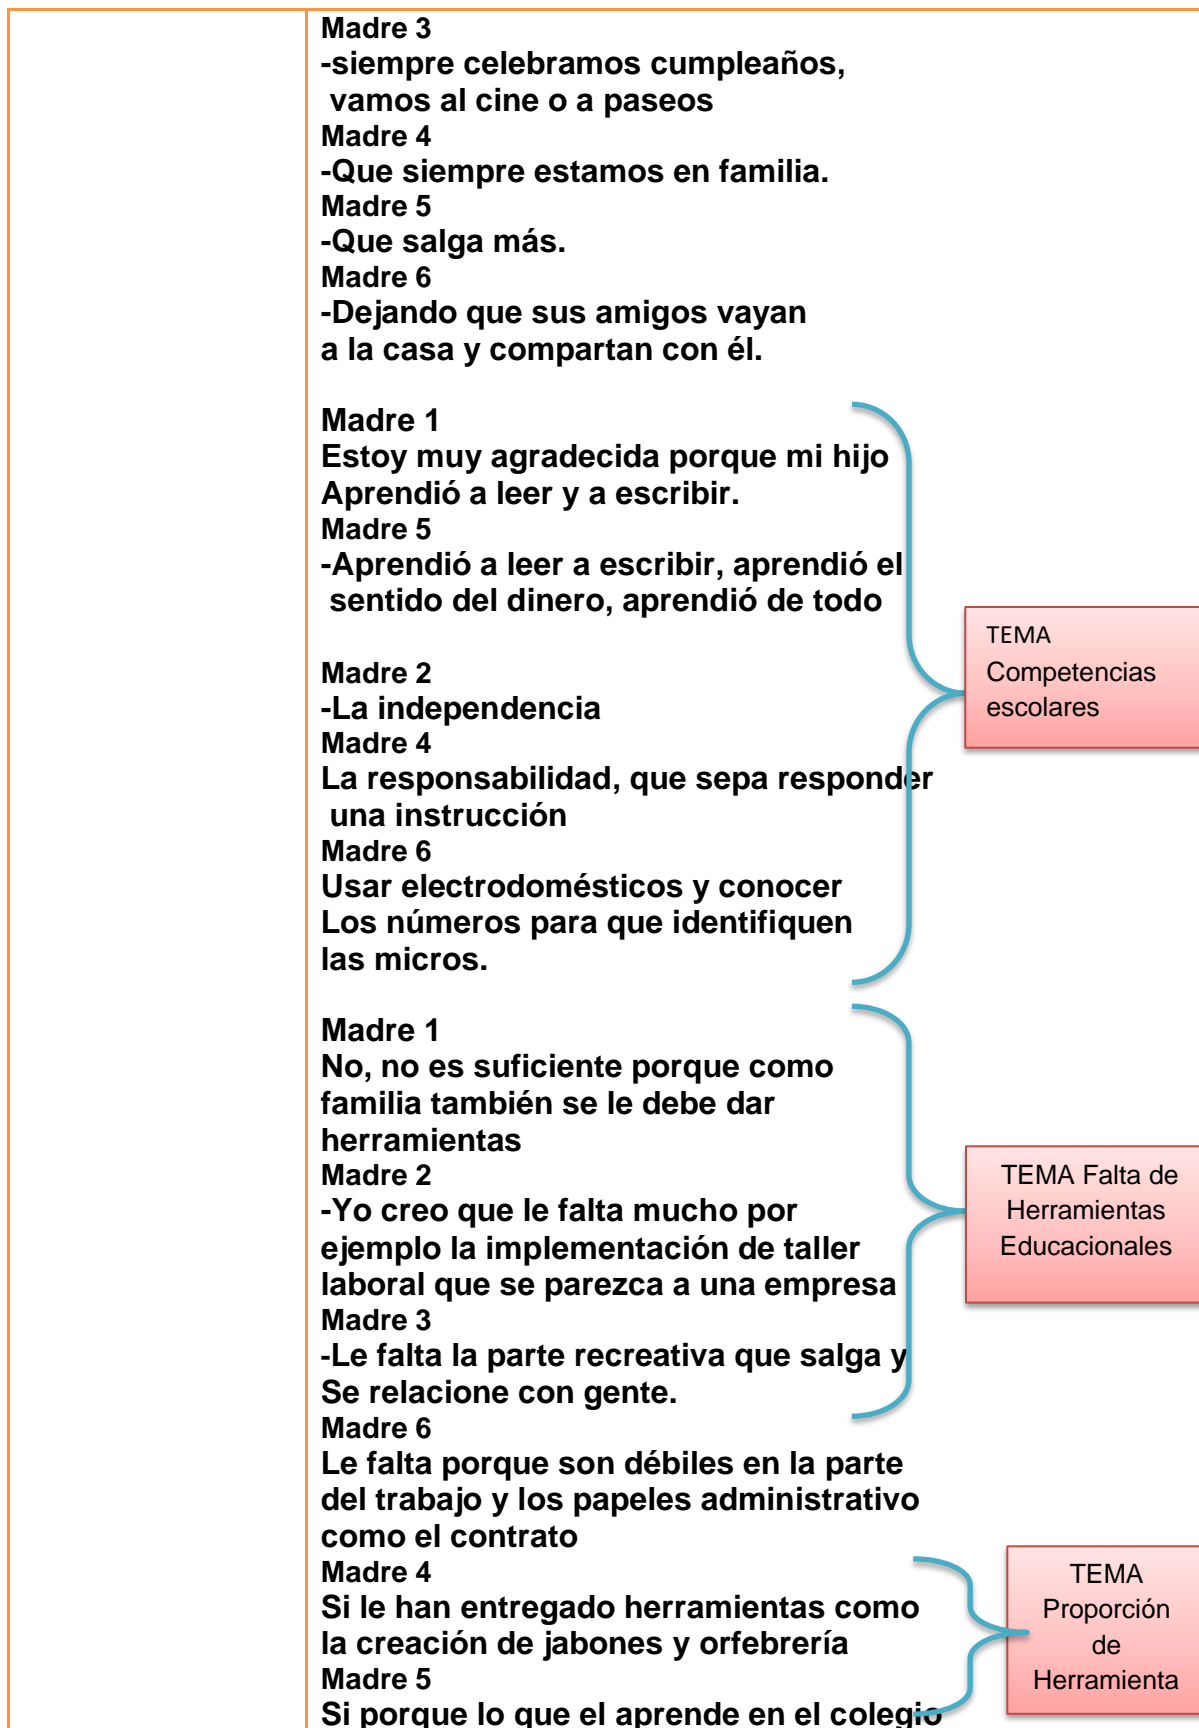 Madre 3
-siempre celebramos cumpleaños,
vamos al cine o a paseos
Madre 4
-Que siempre estamos en familia.
Madre 5
-Que salga más.
Madre 6
-Dejando que sus amigos vayan
a la casa y compartan con él.
Madre 1
Estoy muy agradecida porque mi hijo
Aprendió a leer y a escribir.
Madre 5
-Aprendió a leer a escribir, aprendió el
sentido del dinero, aprendió de todo
Madre 2
-La independencia
Madre 4
La responsabilidad, que sepa responder
una instrucción
Madre 6
Usar electrodomésticos y conocer
Los números para que identifiquen
las micros.
TEMA
Competencias
escolares
Madre 1
No, no es suficiente porque como
familia también se le debe dar
herramientas
Madre 2
-Yo creo que le falta mucho por
ejemplo la implementación de taller
laboral que se parezca a una empresa
Madre 3
-Le falta la parte recreativa que salga y
Se relacione con gente.
Madre 6
Le falta porque son débiles en la parte
del trabajo y los papeles administrativo
como el contrato
TEMA Falta de
Herramientas
Educacionales
Madre 4
Si le han entregado herramientas como
la creación de jabones y orfebrería
Madre 5
Si porque lo que el aprende en el colegio
TEMA
Proporción
de
Herramienta